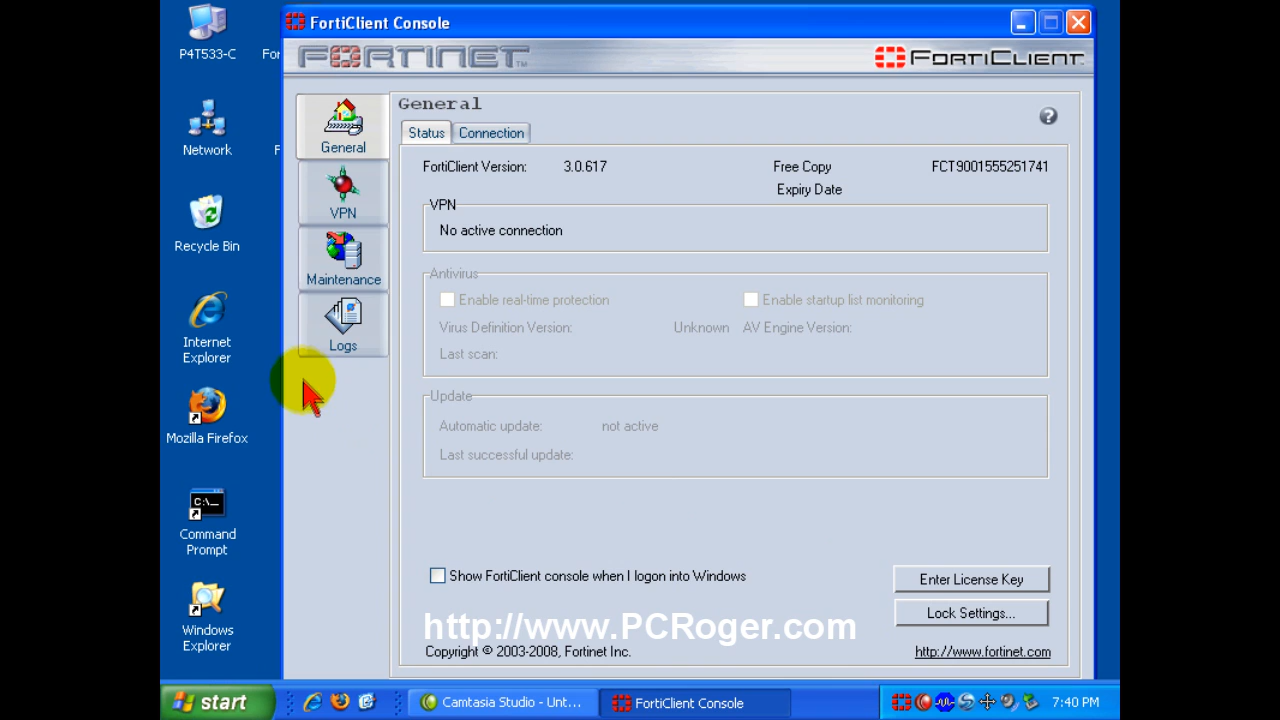 P4T533-C
For
Network
F
Recycle Bin
Internet
Explorer
Mozilla Firefox
C:\_
Command
Prompt
Windows
Explorer
FortiClient Console
FORTINET
FORTICLIENT
General
VPN
Maintenance
Logs
General
Status Connection
FortiClient Version: 3.0.617 Free Copy FCT9001555251741
Expiry Date
VPN
No active connection
Antivirus
Enable real-time protection Enable startup list monitoring
Virus Definition Version: Unknown AV Engine Version:
Last scan:
Update
Automatic update: not active
Last successful update:
Show FortiClient console when I logon into Windows
Enter License Key
Lock Settings...
http://www.PCRoger.com
Copyright © 2003-2008, Fortinet Inc. http://www.fortinet.com
start Camtasia Studio - Unt... FortiClient Console 7:40 PM